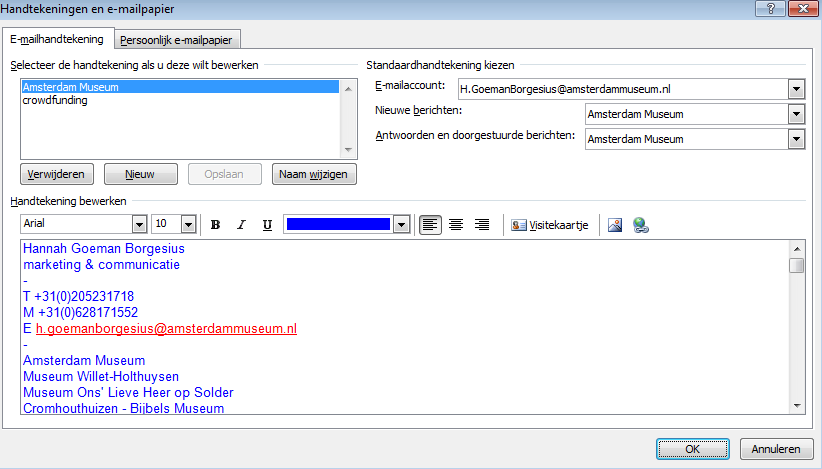 Handtekeningen en e-mailpapier
E-mailhandtekening
Persoonlijk e-mailpapier
Selecteer de handtekening als u deze wilt bewerken
Amsterdam Museum
crowdfunding
Verwijderen
Nieuw
Opslaan
Naam wijzigen
Standaardhandtekening kiezen
E-mailaccount:
H.GoemanBorgesius@amsterdammuseum.nl
Nieuwe berichten:
Amsterdam Museum
Antwoorden en doorgestuurde berichten:
Amsterdam Museum
Handtekening bewerken
Arial
10
B
I
U
Visitekaartje
Hannah Goeman Borgesius
marketing & communicatie
-
T +31(0)205231718
M +31(0)628171552
E h.goemanborgesius@amsterdammuseum.nl
-
Amsterdam Museum
Museum Willet-Holthuysen
Museum Ons' Lieve Heer op Solder
Cromhouthuizen - Bijbels Museum
OK
Annuleren